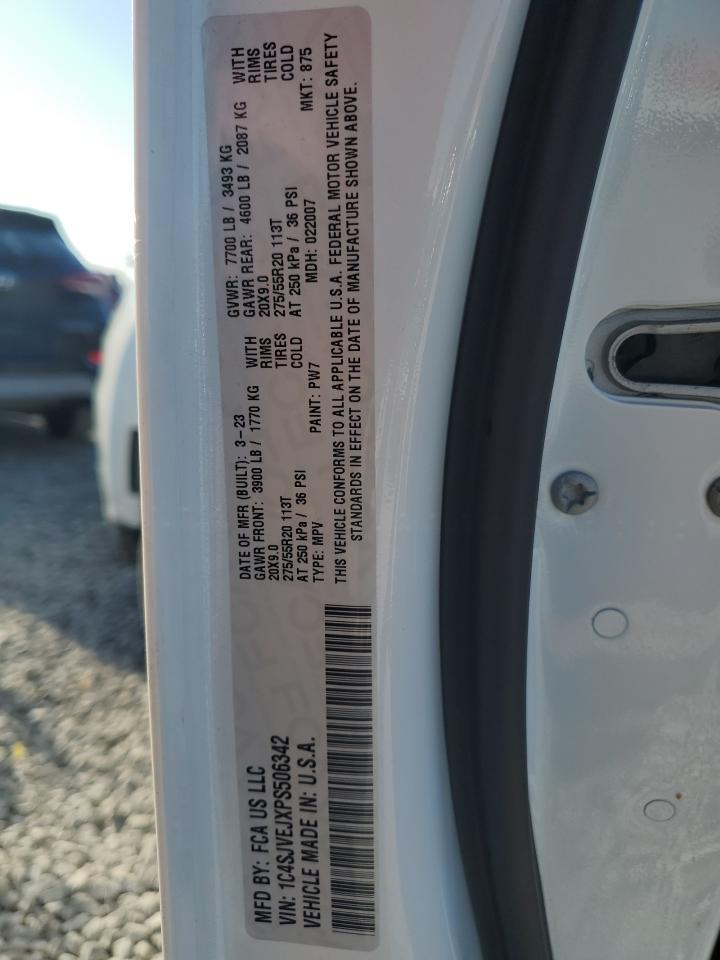 MFD BY: FCA US LLC
VIN: 1C4SJVEJXPS506342
VEHICLE MADE IN: U.S.A.
DATE OF MFR (BUILT): 3-23
GAWR FRONT: 3900 LB / 1770 KG WITH
20X9.0 RIMS
275/55R20 113T TIRES
AT 250 kPa / 36 PSI COLD
TYPE: MPV PAINT: PW7
GVWR: 7700 LB / 3493 KG
GAWR REAR: 4600 LB / 2087 KG WITH
20X9.0 RIMS
275/55R20 113T TIRES
AT 250 kPa / 36 PSI COLD
MDH: 022007 MKT: 875
THIS VEHICLE CONFORMS TO ALL APPLICABLE U.S.A. FEDERAL MOTOR VEHICLE SAFETY
STANDARDS IN EFFECT ON THE DATE OF MANUFACTURE SHOWN ABOVE.